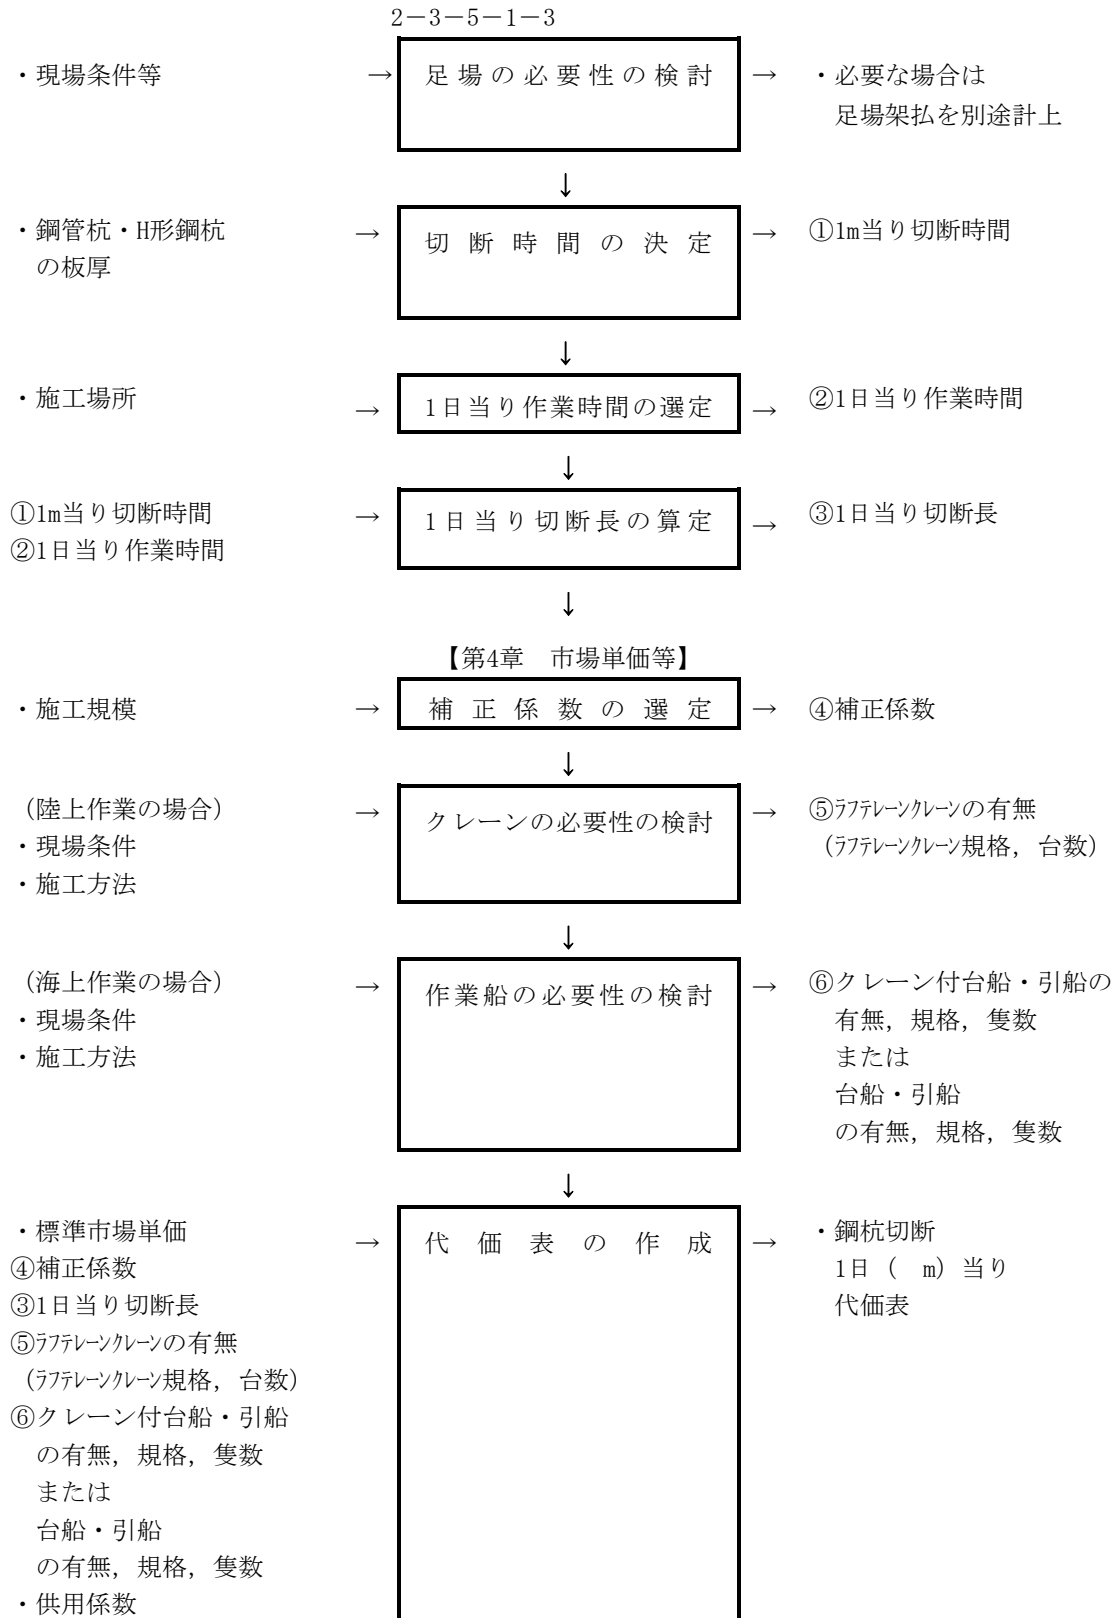 2－3－5－1－3
・現場条件等 → 足場の必要性の検討 → ・必要な場合は
足場架払を別途計上
↓
・鋼管杭・H形鋼杭 → 切断時間の決定 → ①1m当り切断時間
の板厚
↓
・施工場所 → 1日当り作業時間の選定 → ②1日当り作業時間
↓
①1m当り切断時間 → 1日当り切断長の算定 → ③1日当り切断長
②1日当り作業時間
↓
【第4章　市場単価等】
・施工規模 → 補正係数の選定 → ④補正係数
↓
（陸上作業の場合） → クレーンの必要性の検討 → ⑤ﾗﾌﾃﾚｰﾝｸﾚｰﾝの有無
・現場条件 （ﾗﾌﾃﾚｰﾝｸﾚｰﾝ規格，台数）
・施工方法
↓
（海上作業の場合） → 作業船の必要性の検討 → ⑥クレーン付台船・引船の
・現場条件 有無，規格，隻数
・施工方法 または
台船・引船
の有無，規格，隻数
↓
・標準市場単価 → 代価表の作成 → ・鋼杭切断
④補正係数 1日（　m）当り
③1日当り切断長 代価表
⑤ﾗﾌﾃﾚｰﾝｸﾚｰﾝの有無
（ﾗﾌﾃﾚｰﾝｸﾚｰﾝ規格，台数）
⑥クレーン付台船・引船
の有無，規格，隻数
または
台船・引船
の有無，規格，隻数
・供用係数